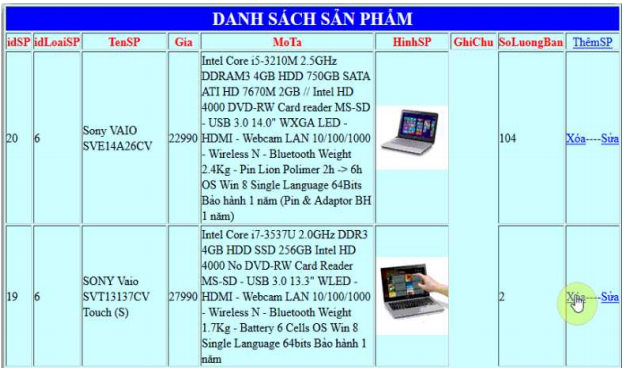 DANH SÁCH SẢN PHẨM
idSP idLoaiSP TenSP Gia MoTa HinhSP GhiChu SoLuongBan ThêmSP
20 6 Sony VAIO SVE14A26CV 22990
Intel Core i5-3210M 2.5GHz
DDRAM3 4GB HDD 750GB SATA
ATI HD 7670M 2GB // Intel HD
4000 DVD-RW Card reader MS-SD
- USB 3.0 14.0" WXGA LED -
HDMI - Webcam LAN 10/100/1000
- Wireless N - Bluetooth Weight
2.4Kg - Pin Lion Polimer 2h -> 6h
OS Win 8 Single Language 64Bits
Bảo hành 1 năm (Pin & Adaptor BH
1 năm)
104 Xóa----Sửa
19 6 SONY Vaio SVT13137CV Touch (S) 27990
Intel Core i7-3537U 2.0GHz DDR3
4GB HDD SSD 256GB Intel HD
4000 No DVD-RW Card Reader
MS-SD - USB 3.0 13.3" WLED -
HDMI - Webcam LAN 10/100/1000
- Wireless N - Bluetooth Weight
1.7Kg - Battery 6 Cells OS Win 8
Single Language 64bits Bảo hành 1
năm
2 Xóa----Sửa